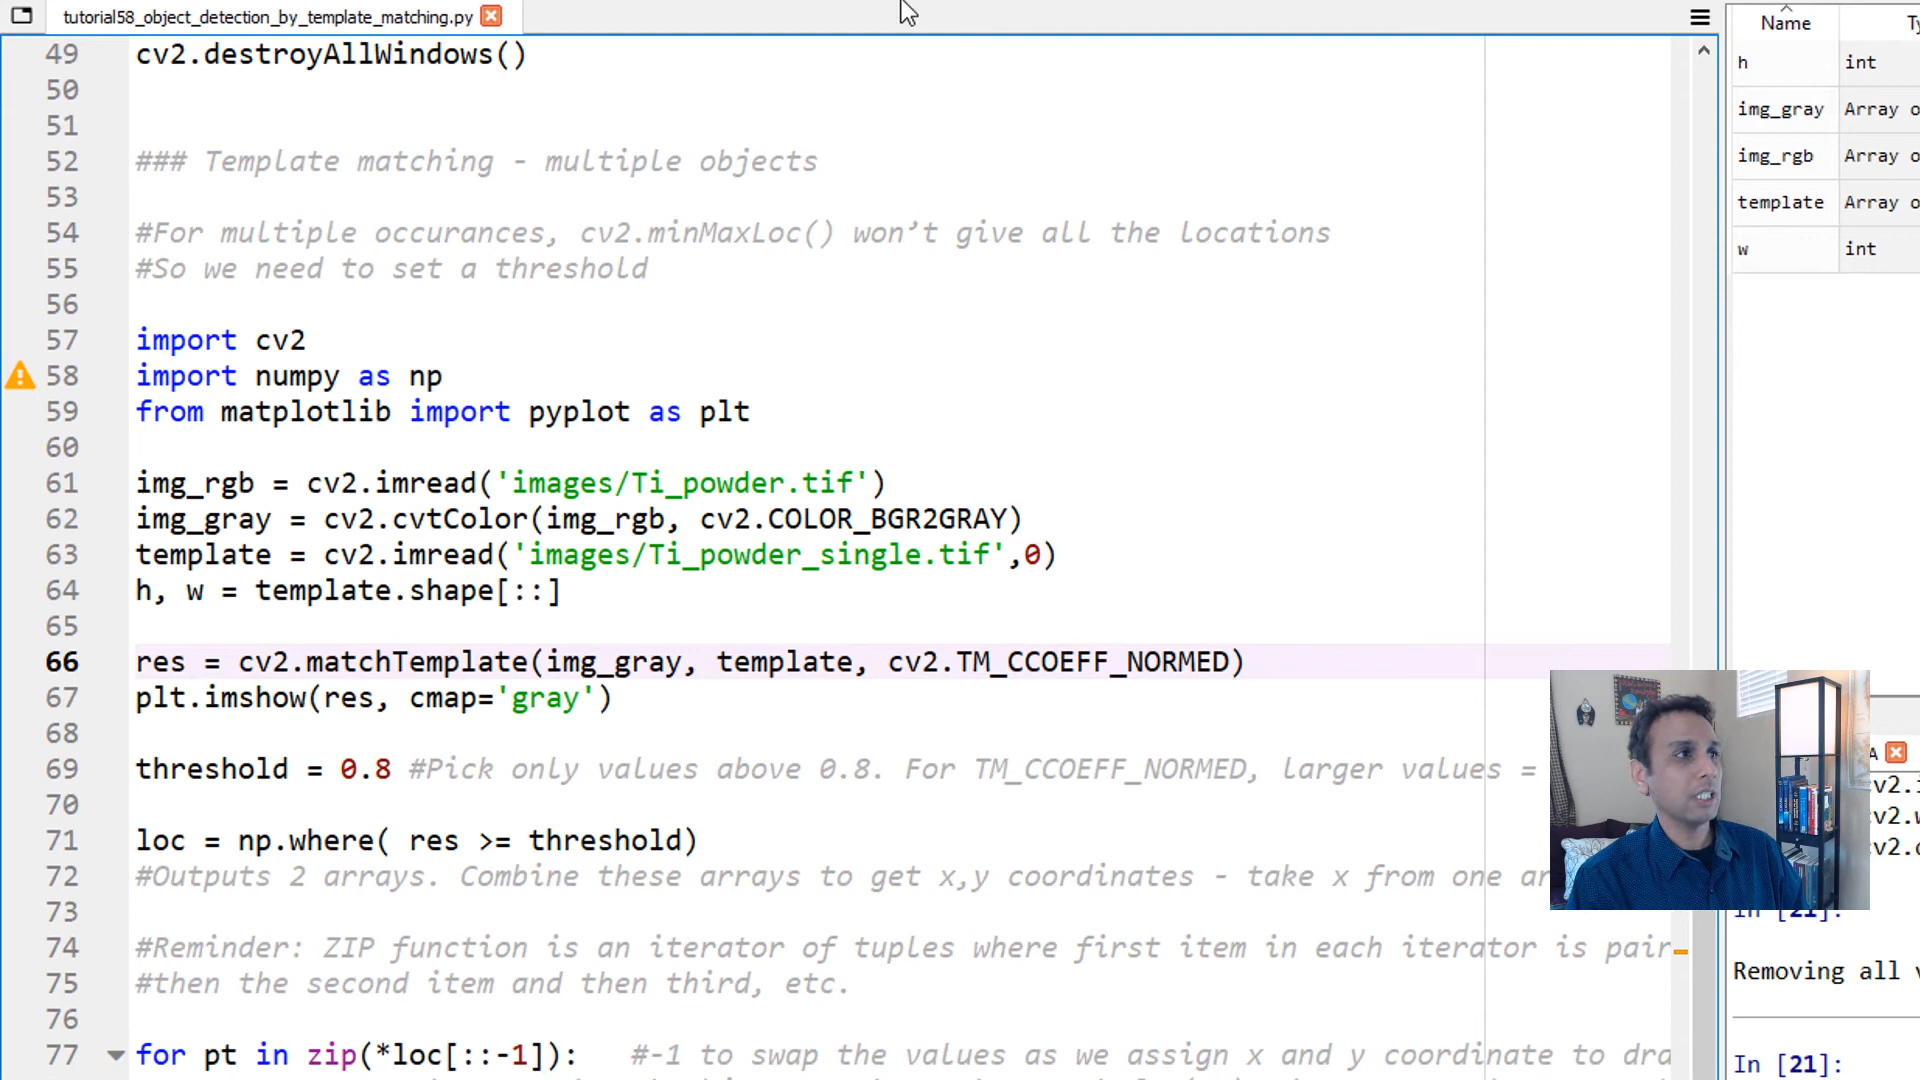 tutorial58_object_detection_by_template_matching.py
49 cv2.destroyAllWindows()
50
51
52 ### Template matching - multiple objects
53
54 #For multiple occurances, cv2.minMaxLoc() won’t give all the locations
55 #So we need to set a threshold
56
57 import cv2
58 import numpy as np
59 from matplotlib import pyplot as plt
60
61 img_rgb = cv2.imread('images/Ti_powder.tif')
62 img_gray = cv2.cvtColor(img_rgb, cv2.COLOR_BGR2GRAY)
63 template = cv2.imread('images/Ti_powder_single.tif',0)
64 h, w = template.shape[::]
65
66 res = cv2.matchTemplate(img_gray, template, cv2.TM_CCOEFF_NORMED)
67 plt.imshow(res, cmap='gray')
68
69 threshold = 0.8 #Pick only values above 0.8. For TM_CCOEFF_NORMED, larger values =
70
71 loc = np.where( res >= threshold)
72 #Outputs 2 arrays. Combine these arrays to get x,y coordinates - take x from one
73
74 #Reminder: ZIP function is an iterator of tuples where first item in each iterator is pair
75 #then the second item and then third, etc.
76
77 for pt in zip(*loc[::-1]): #-1 to swap the values as we assign x and y coordinate to dra
Name
h int
img_gray Array o
img_rgb Array o
template Array o
w int
In [21]:
Removing all
In [21]: